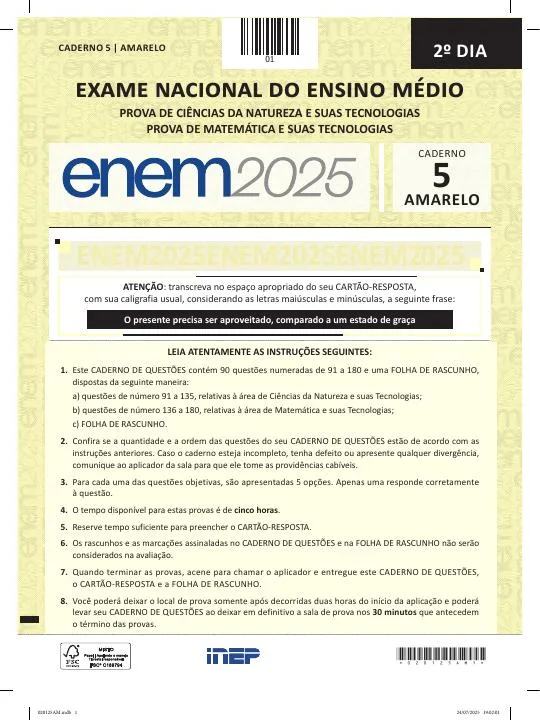 CADERNO 5 | AMARELO
01
2º DIA
EXAME NACIONAL DO ENSINO MÉDIO
PROVA DE CIÊNCIAS DA NATUREZA E SUAS TECNOLOGIAS
PROVA DE MATEMÁTICA E SUAS TECNOLOGIAS
enem2025
CADERNO
5
AMARELO
ENEM2025ENEM2025ENEM2025
ATENÇÃO: transcreva no espaço apropriado do seu CARTÃO-RESPOSTA,
com sua caligrafia usual, considerando as letras maiúsculas e minúsculas, a seguinte frase:
O presente precisa ser aproveitado, comparado a um estado de graça
LEIA ATENTAMENTE AS INSTRUÇÕES SEGUINTES:
1. Este CADERNO DE QUESTÕES contém 90 questões numeradas de 91 a 180 e uma FOLHA DE RASCUNHO,
dispostas da seguinte maneira:
a) questões de número 91 a 135, relativas à área de Ciências da Natureza e suas Tecnologias;
b) questões de número 136 a 180, relativas à área de Matemática e suas Tecnologias;
c) FOLHA DE RASCUNHO.
2. Confira se a quantidade e a ordem das questões do seu CADERNO DE QUESTÕES estão de acordo com as
instruções anteriores. Caso o caderno esteja incompleto, tenha defeito ou apresente qualquer divergência,
comunique ao aplicador da sala para que ele tome as providências cabíveis.
3. Para cada uma das questões objetivas, são apresentadas 5 opções. Apenas uma responde corretamente
à questão.
4. O tempo disponível para estas provas é de cinco horas.
5. Reserve tempo suficiente para preencher o CARTÃO-RESPOSTA.
6. Os rascunhos e as marcações assinaladas no CADERNO DE QUESTÕES e na FOLHA DE RASCUNHO não serão
considerados na avaliação.
7. Quando terminar as provas, acene para chamar o aplicador e entregue este CADERNO DE QUESTÕES,
o CARTÃO-RESPOSTA e a FOLHA DE RASCUNHO.
8. Você poderá deixar o local de prova somente após decorridas duas horas do início da aplicação e poderá
levar seu CADERNO DE QUESTÕES ao deixar em definitivo a sala de prova nos 30 minutos que antecedem
o término das provas.
FSC
MISTO
INEP